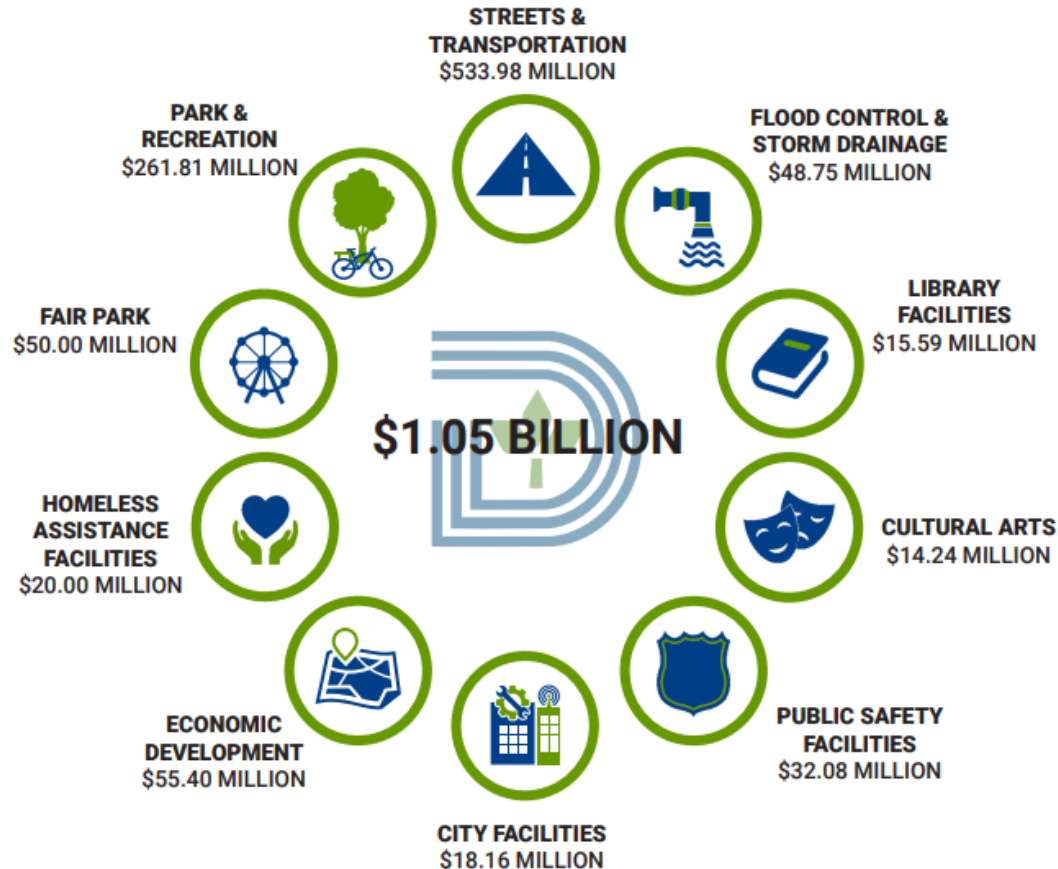 STREETS &
TRANSPORTATION
$533.98 MILLION
PARK &
RECREATION
$261.81 MILLION
FLOOD CONTROL &
STORM DRAINAGE
$48.75 MILLION
FAIR PARK
$50.00 MILLION
LIBRARY
FACILITIES
$15.59 MILLION
$1.05 BILLION
HOMELESS
ASSISTANCE
FACILITIES
$20.00 MILLION
CULTURAL ARTS
$14.24 MILLION
ECONOMIC
DEVELOPMENT
$55.40 MILLION
PUBLIC SAFETY
FACILITIES
$32.08 MILLION
CITY FACILITIES
$18.16 MILLION